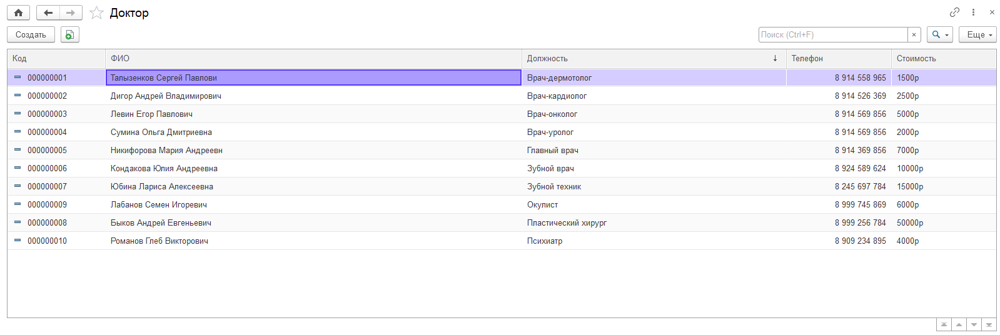 Доктор
Создать Поиск (Ctrl+F) × Еще
Код ФИО Должность ↓ Телефон Стоимость
000000001 Талызенков Сергей Павлови Врач-дермотолог 8 914 558 965 1500р
000000002 Дигор Андрей Владимирович Врач-кардиолог 8 914 526 369 2500р
000000003 Левин Егор Павлович Врач-онколог 8 914 569 856 5000р
000000004 Сумина Ольга Дмитриевна Врач-уролог 8 914 569 856 2000р
000000005 Никифорова Мария Андреевн Главный врач 8 914 369 856 7000р
000000006 Кондакова Юлия Андреевна Зубной врач 8 924 589 624 10000р
000000007 Юбина Лариса Алексеевна Зубной техник 8 245 697 784 15000р
000000009 Лабанов Семен Игоревич Окулист 8 999 745 869 6000р
000000008 Быков Андрей Евгеньевич Пластический хирург 8 999 256 784 50000р
000000010 Романов Глеб Викторович Психиатр 8 909 234 895 4000р